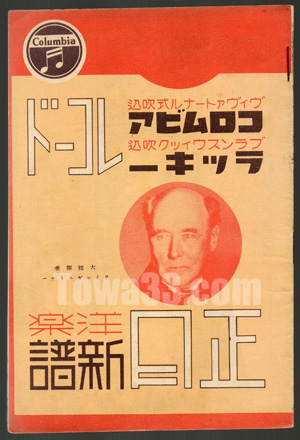 Columbia
ヴィヴァトーナル式吹込
コロムビア
ブランスウィック吹込
ラッキー
レコード
Towa33.com
正月
洋楽
新譜